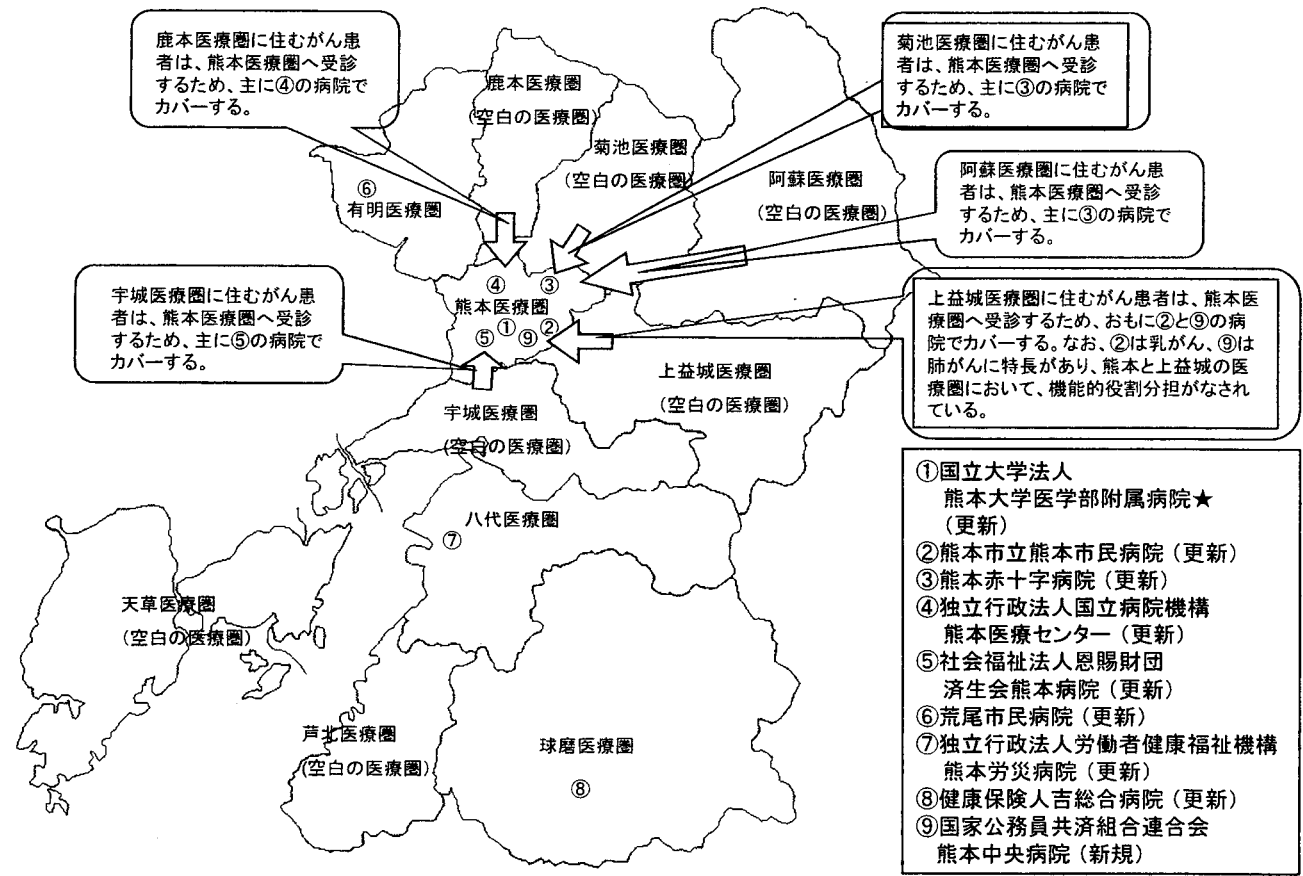 鹿本医療圏に住むがん患
者は、熊本医療圏へ受診
するため、主に④の病院で
カバーする。
菊池医療圏に住むがん患
者は、熊本医療圏へ受診
するため、主に③の病院で
カバーする。
鹿本医療圏
(空白の医療圏)
菊池医療圏
(空白の医療圏)
阿蘇医療圏
(空白の医療圏)
阿蘇医療圏に住むがん患
者は、熊本医療圏へ受診
するため、主に③の病院で
カバーする。
⑥
有明医療圏
宇城医療圏に住むがん患
者は、熊本医療圏へ受診
するため、主に⑤の病院で
カバーする。
④ ③
熊本医療圏
⑤ ① ⑨ ②
上益城医療圏に住むがん患者は、熊本医
療圏へ受診するため、おもに②と⑨の病
院でカバーする。なお、②は乳がん、⑨は
肺がんに特長があり、熊本と上益城の医
療圏において、機能的役割分担がなされ
ている。
上益城医療圏
(空白の医療圏)
宇城医療圏
(空白の医療圏)
八代医療圏
⑦
天草医療圏
(空白の医療圏)
芦北医療圏
(空白の医療圏)
球磨医療圏
⑧
①国立大学法人
熊本大学医学部附属病院★
(更新)
②熊本市立熊本市民病院(更新)
③熊本赤十字病院(更新)
④独立行政法人国立病院機構
熊本医療センター(更新)
⑤社会福祉法人恩賜財団
済生会熊本病院(更新)
⑥荒尾市民病院(更新)
⑦独立行政法人労働者健康福祉機構
熊本労災病院(更新)
⑧健康保険人吉総合病院(更新)
⑨国家公務員共済組合連合会
熊本中央病院(新規)